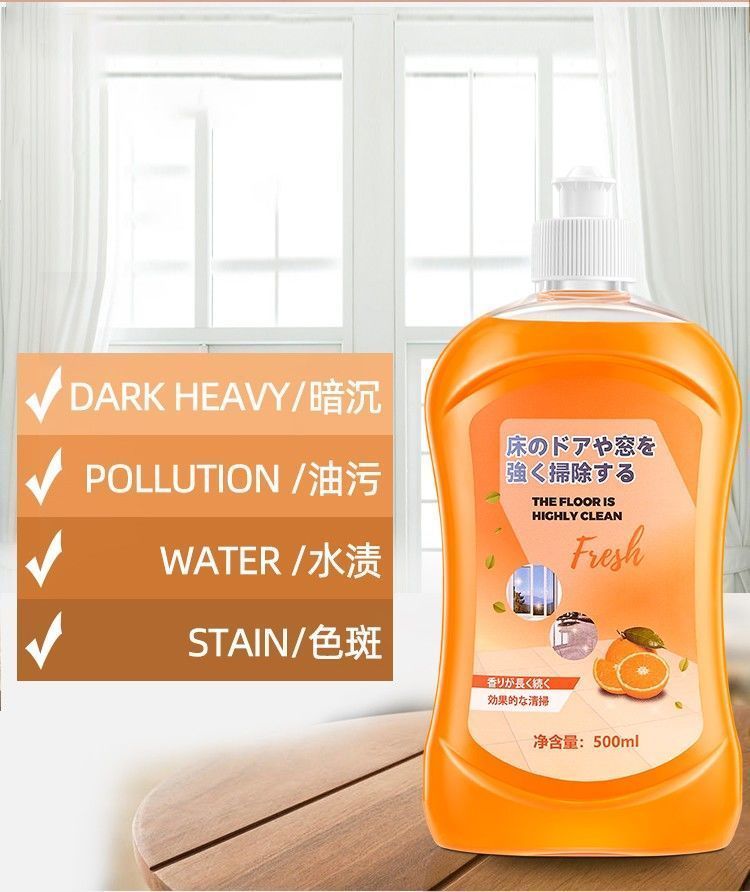 DARK HEAVY/暗沉
POLLUTION /油污
WATER /水渍
STAIN/色斑
床のドアや窓を
強く掃除する
THE FLOOR IS
HIGHLY CLEAN
Fresh
香りが長く続く
効果的な清掃
净含量：500ml